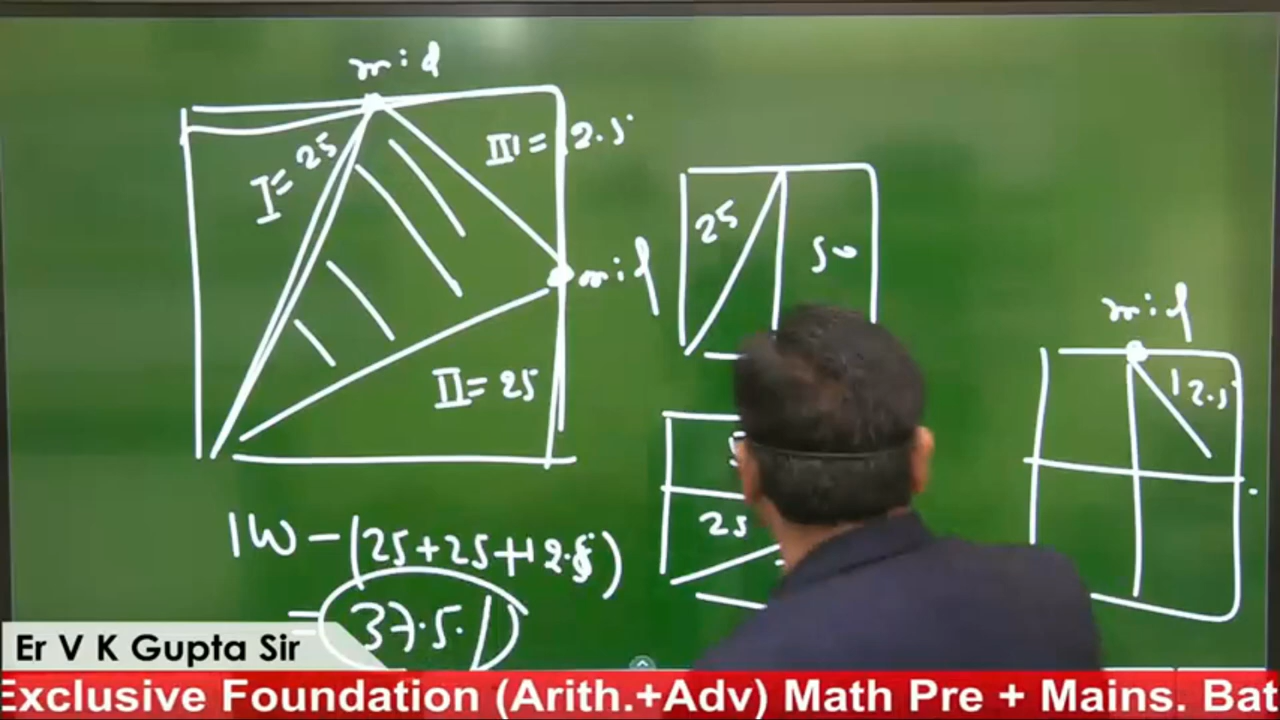 mid
I = 25
III = 12.5
mid
II = 25
100 - (25+25+12.5)
= 37.5%
25
50
25
mid
12.5
Er V K Gupta Sir
Exclusive Foundation (Arith.+Adv) Math Pre + Mains. Bat